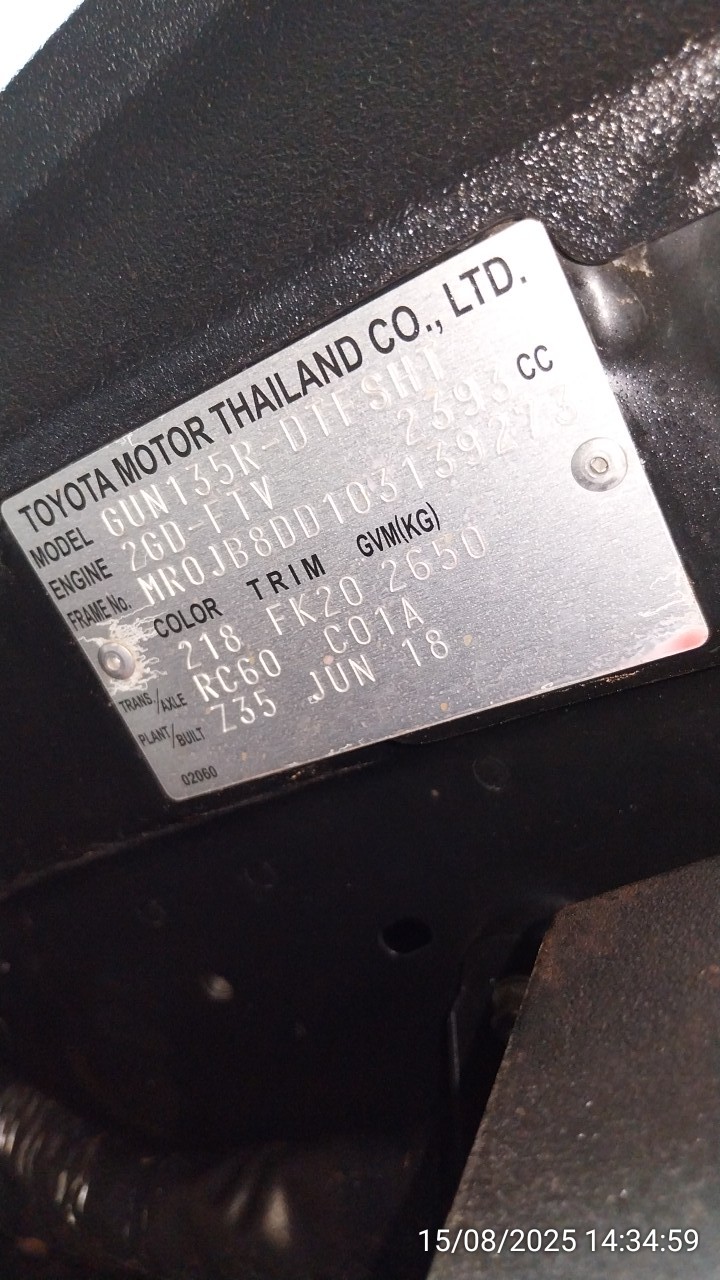 TOYOTA MOTOR THAILAND CO., LTD.
MODEL GUN135R-DTFSHT
ENGINE 2GD-FTV 2393 CC
FRAME No. MR0JB8DD103139273
COLOR TRIM GVM(KG)
218 FK20 2650
TRANS/AXLE RC60 C01A
PLANT/BUILT Z35 JUN 18
02060
15/08/2025 14:34:59